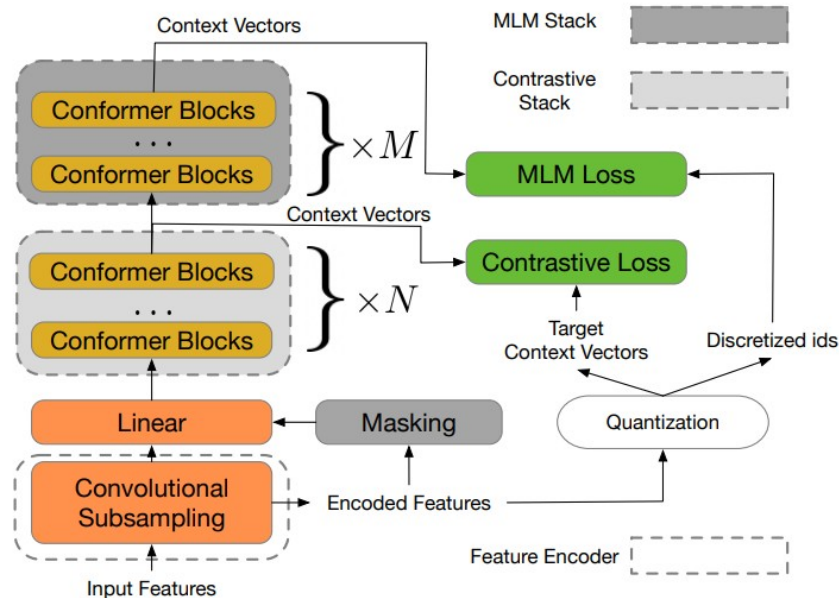 Context Vectors
MLM Stack
Contrastive
Stack
Conformer Blocks
. . .
Conformer Blocks
} × M
MLM Loss
Context Vectors
Conformer Blocks
. . .
Conformer Blocks
} × N
Contrastive Loss
Target
Context Vectors
Discretized ids
Linear
Masking
Quantization
Convolutional
Subsampling
Encoded Features
Feature Encoder
Input Features